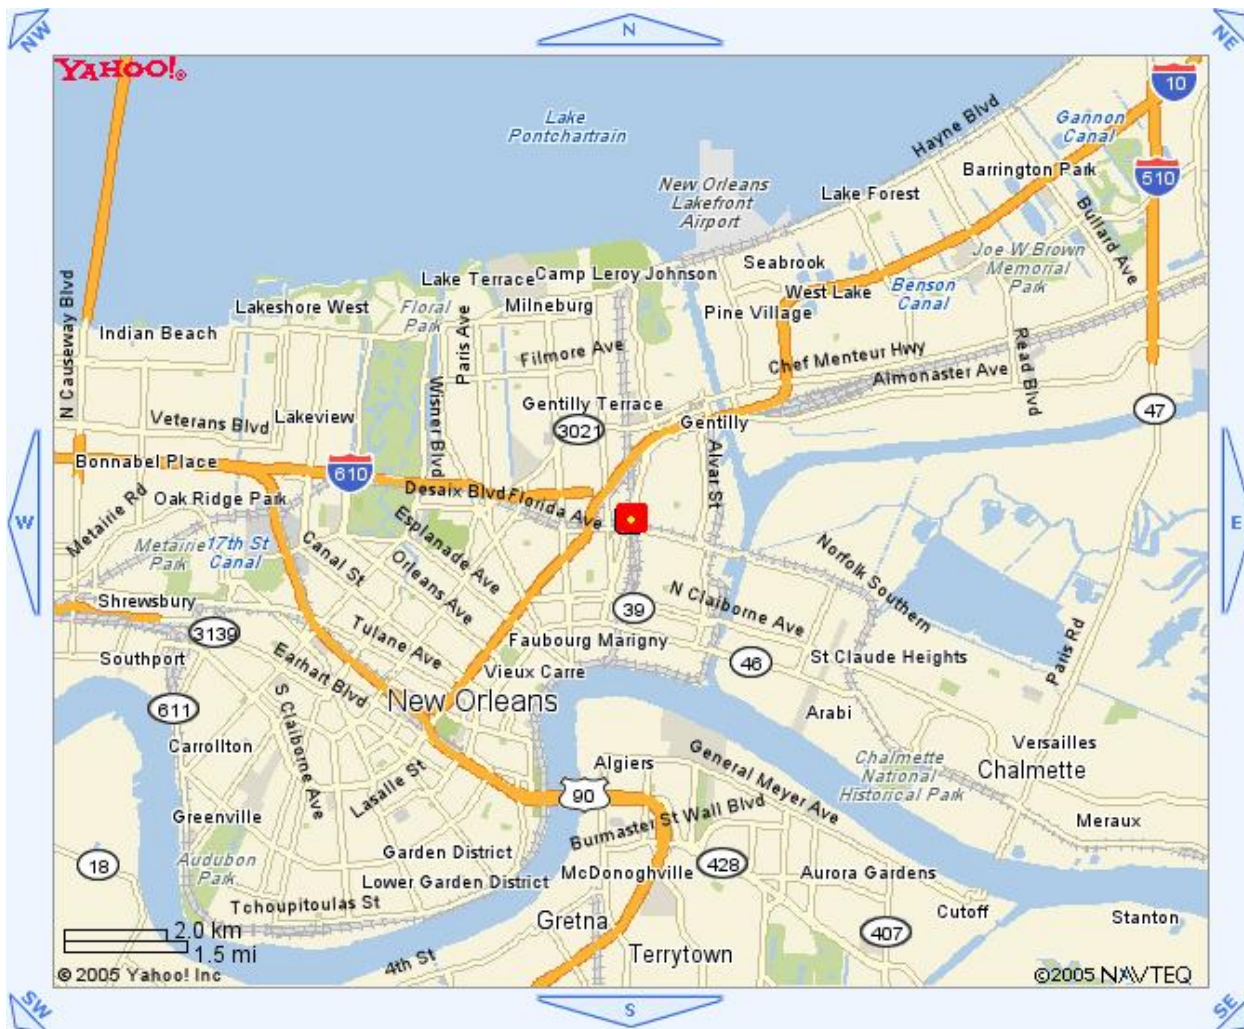 NW
N
NE
YAHOO!®
10
Lake
Pontchartrain
Gannon
Canal
Hayne Blvd
Barrington Park
510
New Orleans
Lakefront
Airport
Lake Forest
Bullard Ave
Joe W Brown
Memorial
Park
Seabrook
Camp Leroy Johnson
Lake Terrace
N Causeway Blvd
Lakeshore West
Floral
Park
Milneburg
West Lake
Benson
Canal
Pine Village
Indian Beach
Paris Ave
Filmore Ave
Chef Menteur Hwy
Read Blvd
Almonaster Ave
Wisner Blvd
Gentilly Terrace
Lakeview
Veterans Blvd
3021
Gentilly
47
Alvar St
Bonnabel Place
610
Desaix Blvd
Florida Ave
Oak Ridge Park
Metairie Rd
W
E
Metairie
Park
17th St
Canal
Canal St
Esplanade Ave
Orleans Ave
Norfolk Southern
Shrewsbury
39
N Claiborne Ave
3139
Tulane Ave
Faubourg Marigny
46
St Claude Heights
Paris Rd
Southport
Earhart Blvd
Vieux Carre
New Orleans
611
S Claiborne Ave
Arabi
Carrollton
Versailles
Algiers
General Meyer Ave
Chalmette
National
Historical Park
Chalmette
Lasalle St
90
Burmaster St
Wall Blvd
Greenville
Meraux
Garden District
Audubon
Park
18
McDonoghville
428
Aurora Gardens
Lower Garden District
Tchoupitoulas St
Gretna
Cutoff
Stanton
407
2.0 km
1.5 mi
4th St
Terrytown
© 2005 Yahoo! Inc
©2005 NAVTEQ
SW
S
SE